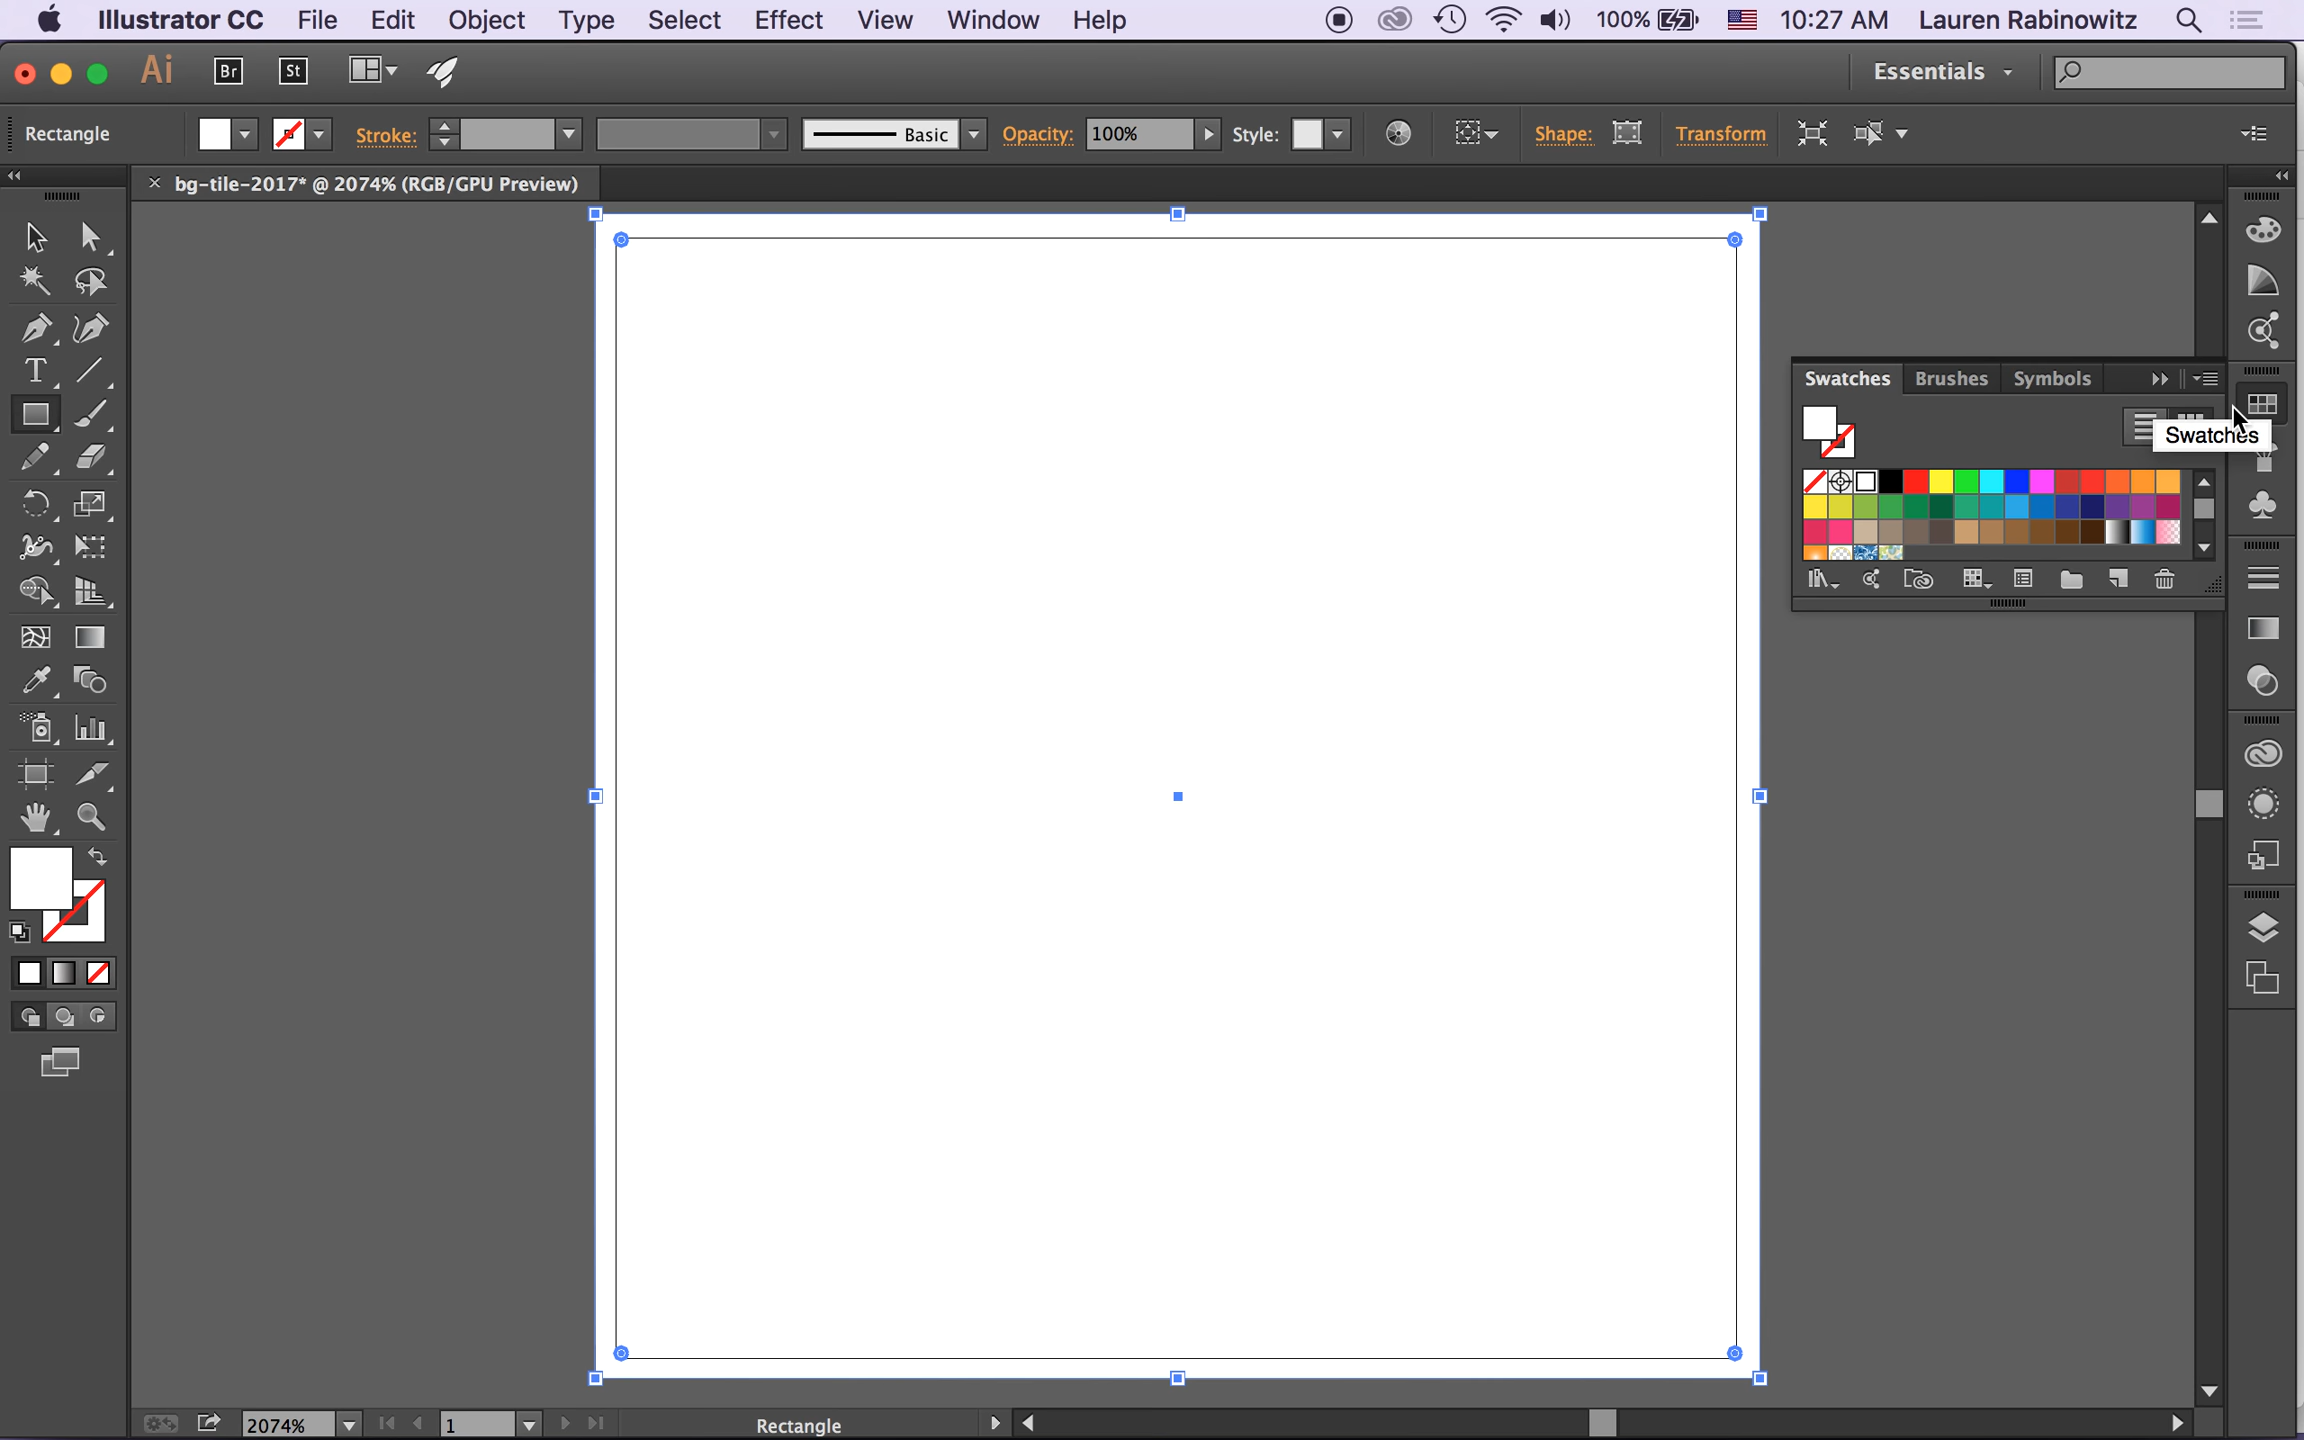 Illustrator CC File Edit Object Type Select Effect View Window Help 100% 10:27 AM Lauren Rabinowitz
Ai Br St Essentials
Rectangle Stroke: Basic Opacity: 100% Style: Shape: Transform
× bg-tile-2017* @ 2074% (RGB/GPU Preview)
Swatches Brushes Symbols
Swatches
2074% 1 Rectangle